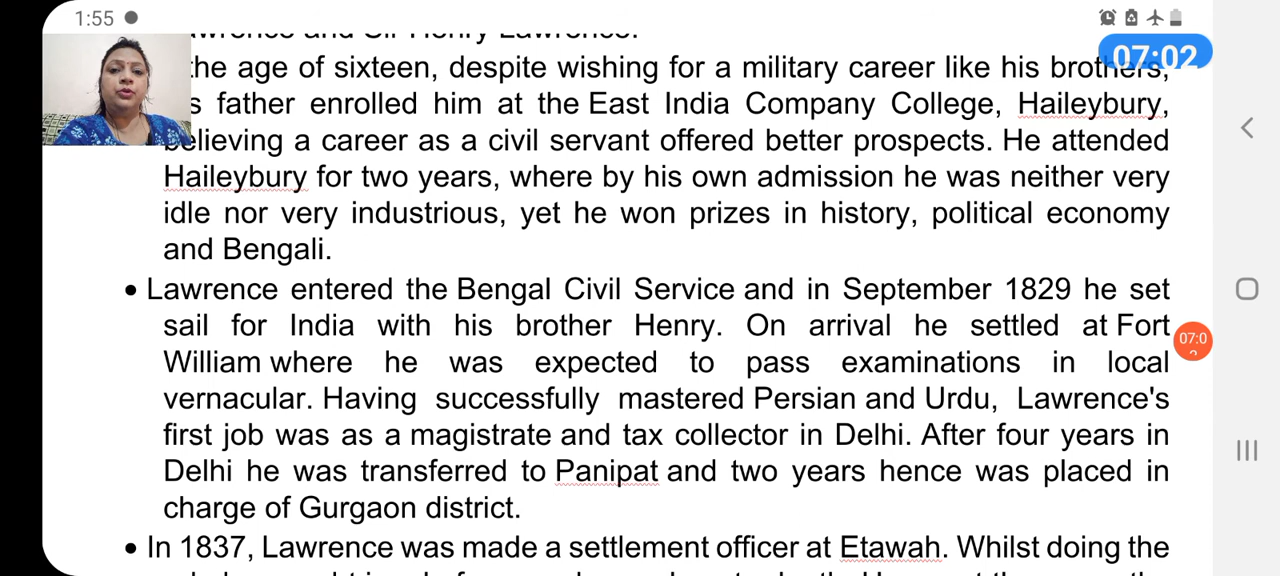 1:55
07:02
the age of sixteen, despite wishing for a military career like his brothers,
father enrolled him at the East India Company College, Haileybury,
believing a career as a civil servant offered better prospects. He attended
Haileybury for two years, where by his own admission he was neither very
idle nor very industrious, yet he won prizes in history, political economy
and Bengali.
• Lawrence entered the Bengal Civil Service and in September 1829 he set
sail for India with his brother Henry. On arrival he settled at Fort
William where he was expected to pass examinations in local
vernacular. Having successfully mastered Persian and Urdu, Lawrence's
first job was as a magistrate and tax collector in Delhi. After four years in
Delhi he was transferred to Panipat and two years hence was placed in
charge of Gurgaon district.
• In 1837, Lawrence was made a settlement officer at Etawah. Whilst doing the